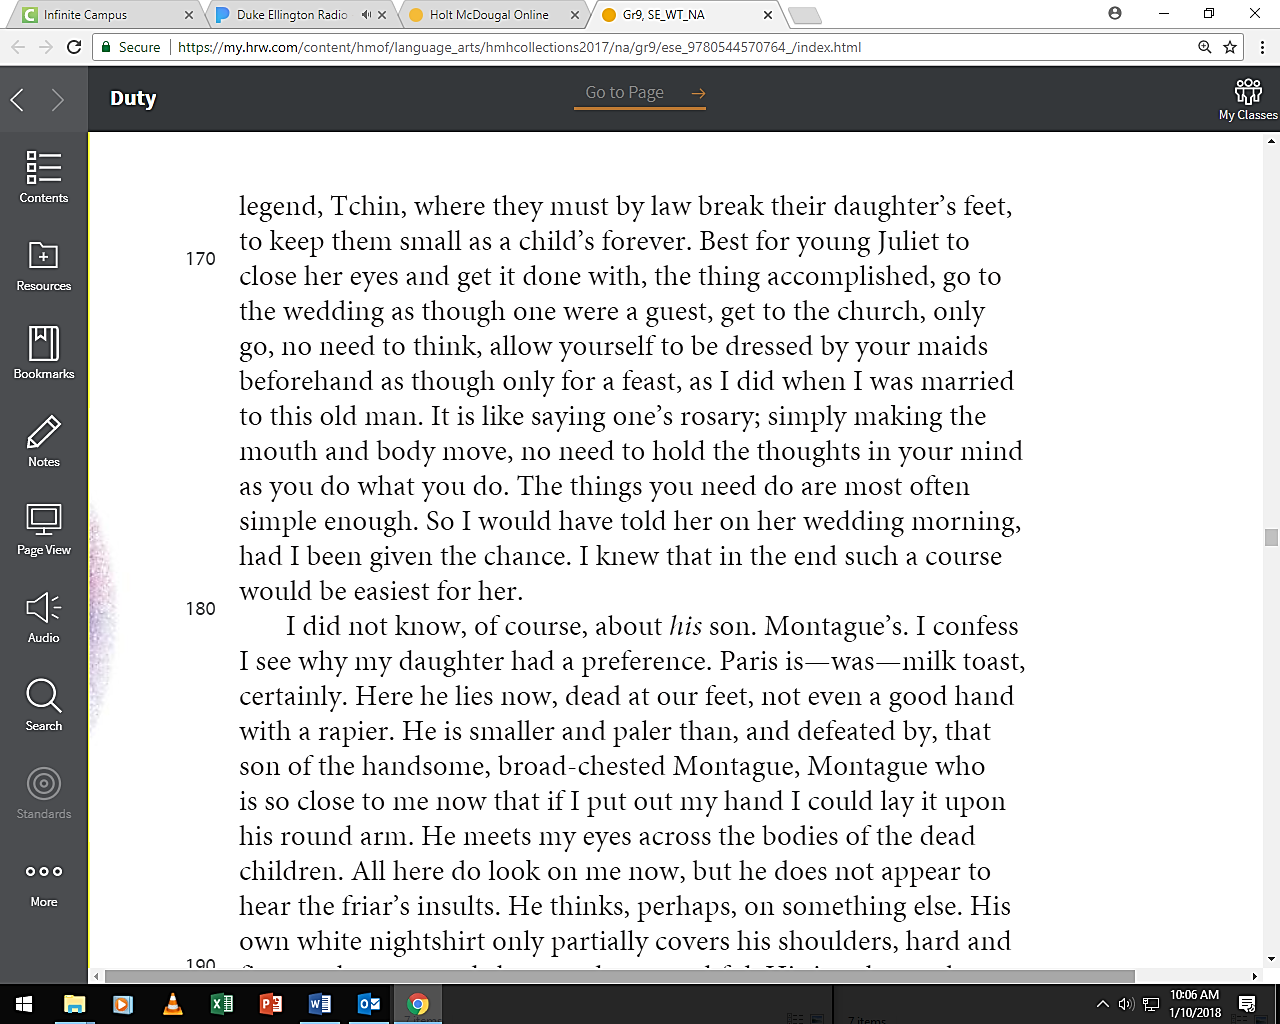 Infinite Campus
Duke Ellington Radio
Holt McDougal Online
Gr9, SE_WT_NA
Secure
https://my.hrw.com/content/hmof/language_arts/hmhcollections2017/na/gr9/ese_9780544570764_/index.html
Duty
Go to Page
My Classes
Contents
Resources
Bookmarks
Notes
Page View
Audio
Search
Standards
More
legend, Tchin, where they must by law break their daughter’s feet,
to keep them small as a child’s forever. Best for young Juliet to
170
close her eyes and get it done with, the thing accomplished, go to
the wedding as though one were a guest, get to the church, only
go, no need to think, allow yourself to be dressed by your maids
beforehand as though only for a feast, as I did when I was married
to this old man. It is like saying one’s rosary; simply making the
mouth and body move, no need to hold the thoughts in your mind
as you do what you do. The things you need do are most often
simple enough. So I would have told her on her wedding morning,
had I been given the chance. I knew that in the end such a course
would be easiest for her.
180
I did not know, of course, about his son. Montague’s. I confess
I see why my daughter had a preference. Paris is—was—milk toast,
certainly. Here he lies now, dead at our feet, not even a good hand
with a rapier. He is smaller and paler than, and defeated by, that
son of the handsome, broad-chested Montague, Montague who
is so close to me now that if I put out my hand I could lay it upon
his round arm. He meets my eyes across the bodies of the dead
children. All here do look on me now, but he does not appear to
hear the friar’s insults. He thinks, perhaps, on something else. His
own white nightshirt only partially covers his shoulders, hard and
190
7 items
7 items
10:06 AM
1/10/2018